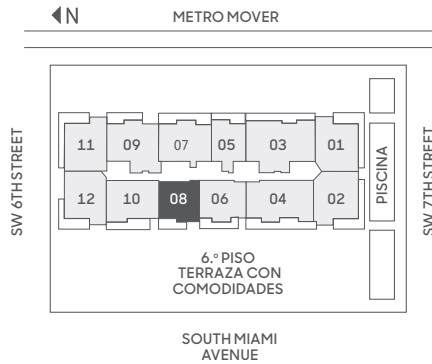 N
METRO MOVER
SW 6TH STREET
11
09
07
05
03
01
12
10
08
06
04
02
PISCINA
SW 7TH STREET
6.º PISO
TERRAZA CON
COMODIDADES
SOUTH MIAMI
AVENUE